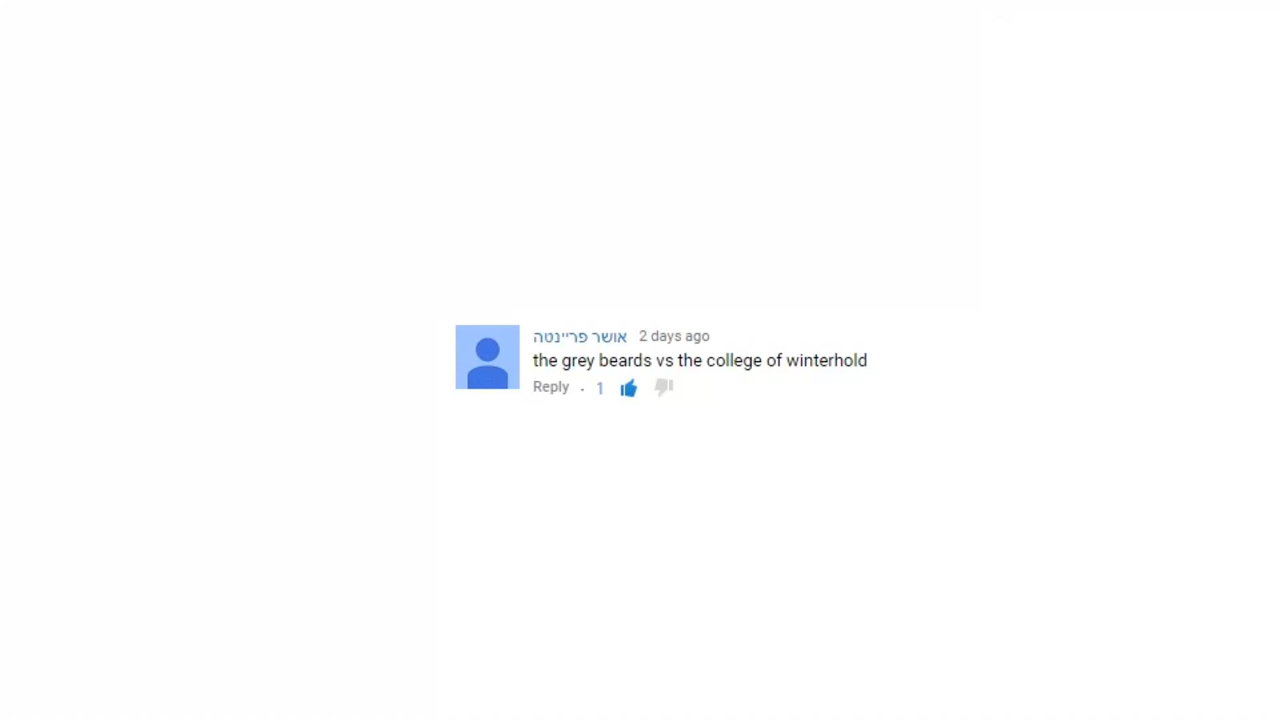 אושר פריינטה 2 days ago
the grey beards vs the college of winterhold
Reply . 1